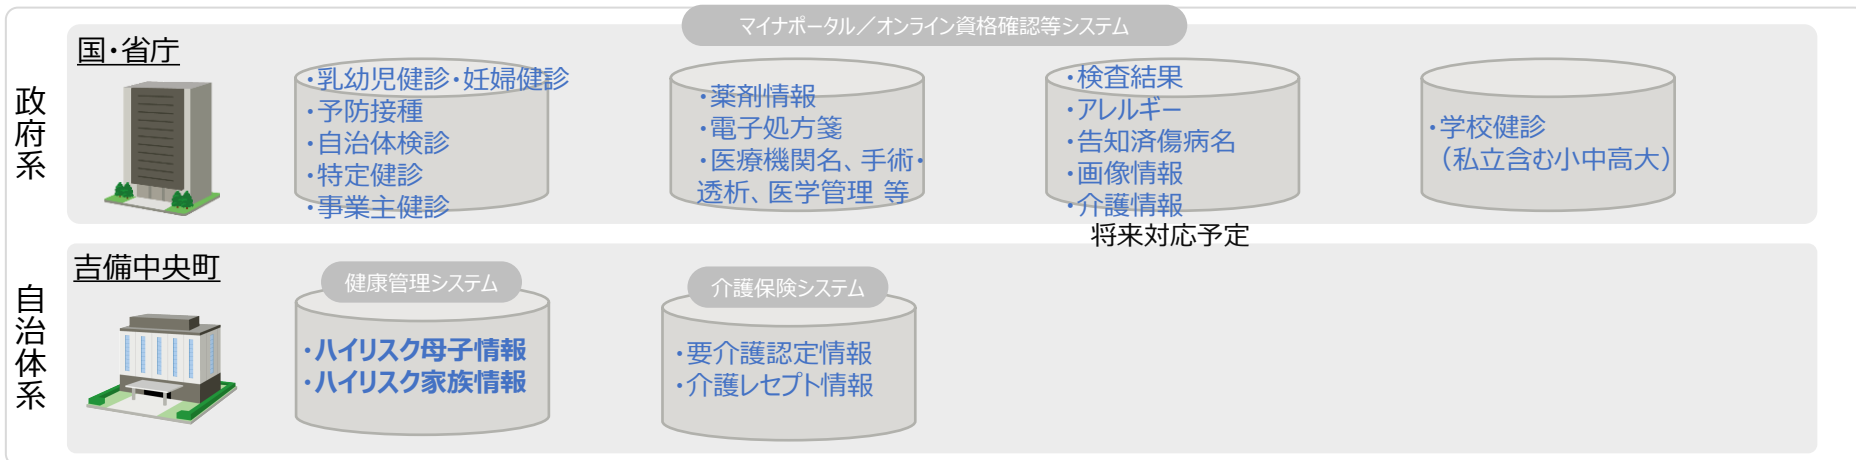 マイナポータル／オンライン資格確認等システム
政府系
国・省庁
・乳幼児健診・妊婦健診
・予防接種
・自治体検診
・特定健診
・事業主健診
・薬剤情報
・電子処方箋
・医療機関名、手術・
透析、医学管理 等
・検査結果
・アレルギー
・告知済傷病名
・画像情報
・介護情報
将来対応予定
・学校健診
（私立含む小中高大）
自治体系
吉備中央町
健康管理システム
・ハイリスク母子情報
・ハイリスク家族情報
介護保険システム
・要介護認定情報
・介護レセプト情報